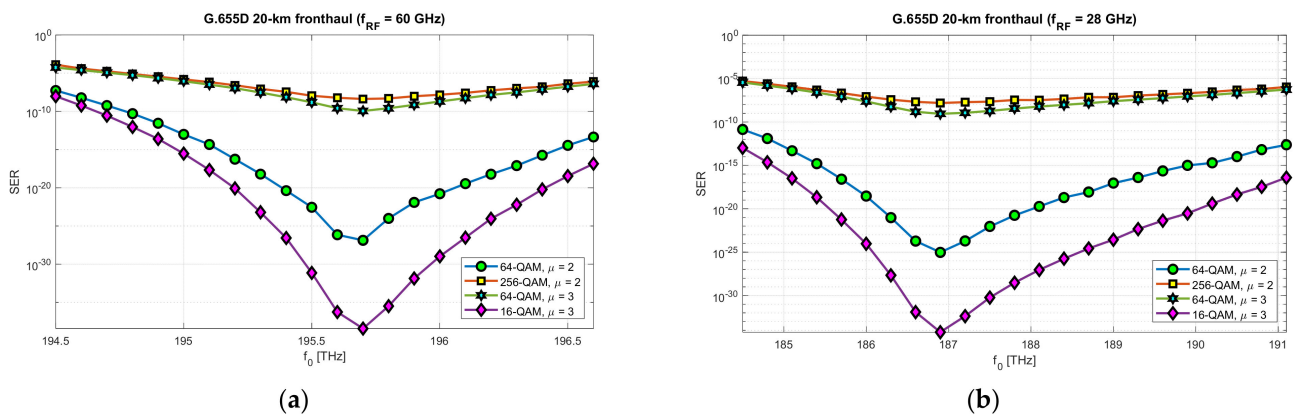 G.655D 20-km fronthaul (f_RF = 60 GHz)
10^0
10^-10
10^-20
10^-30
SER
194.5 195 195.5 196 196.5
f_0 [THz]
64-QAM, μ = 2
256-QAM, μ = 2
64-QAM, μ = 3
16-QAM, μ = 3
(a)
G.655D 20-km fronthaul (f_RF = 28 GHz)
10^0
10^-5
10^-10
10^-15
10^-20
10^-25
10^-30
SER
185 186 187 188 189 190 191
f_0 [THz]
64-QAM, μ = 2
256-QAM, μ = 2
64-QAM, μ = 3
16-QAM, μ = 3
(b)